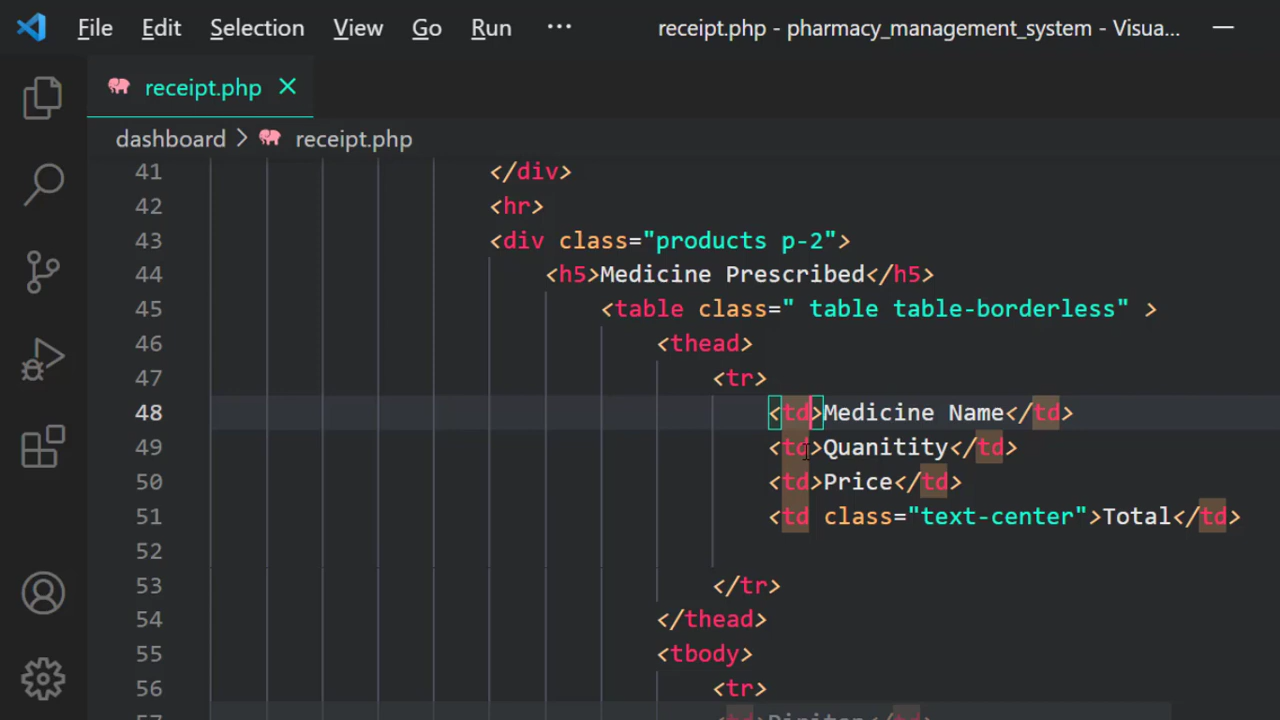 File Edit Selection View Go Run ··· receipt.php - pharmacy_management_system - Visua...
receipt.php
dashboard > receipt.php
41 </div>
42 <hr>
43 <div class="products p-2">
44 <h5>Medicine Prescribed</h5>
45 <table class=" table table-borderless" >
46 <thead>
47 <tr>
48 <td>Medicine Name</td>
49 <td>Quanitity</td>
50 <td>Price</td>
51 <td class="text-center">Total</td>
52
53 </tr>
54 </thead>
55 <tbody>
56 <tr>
57